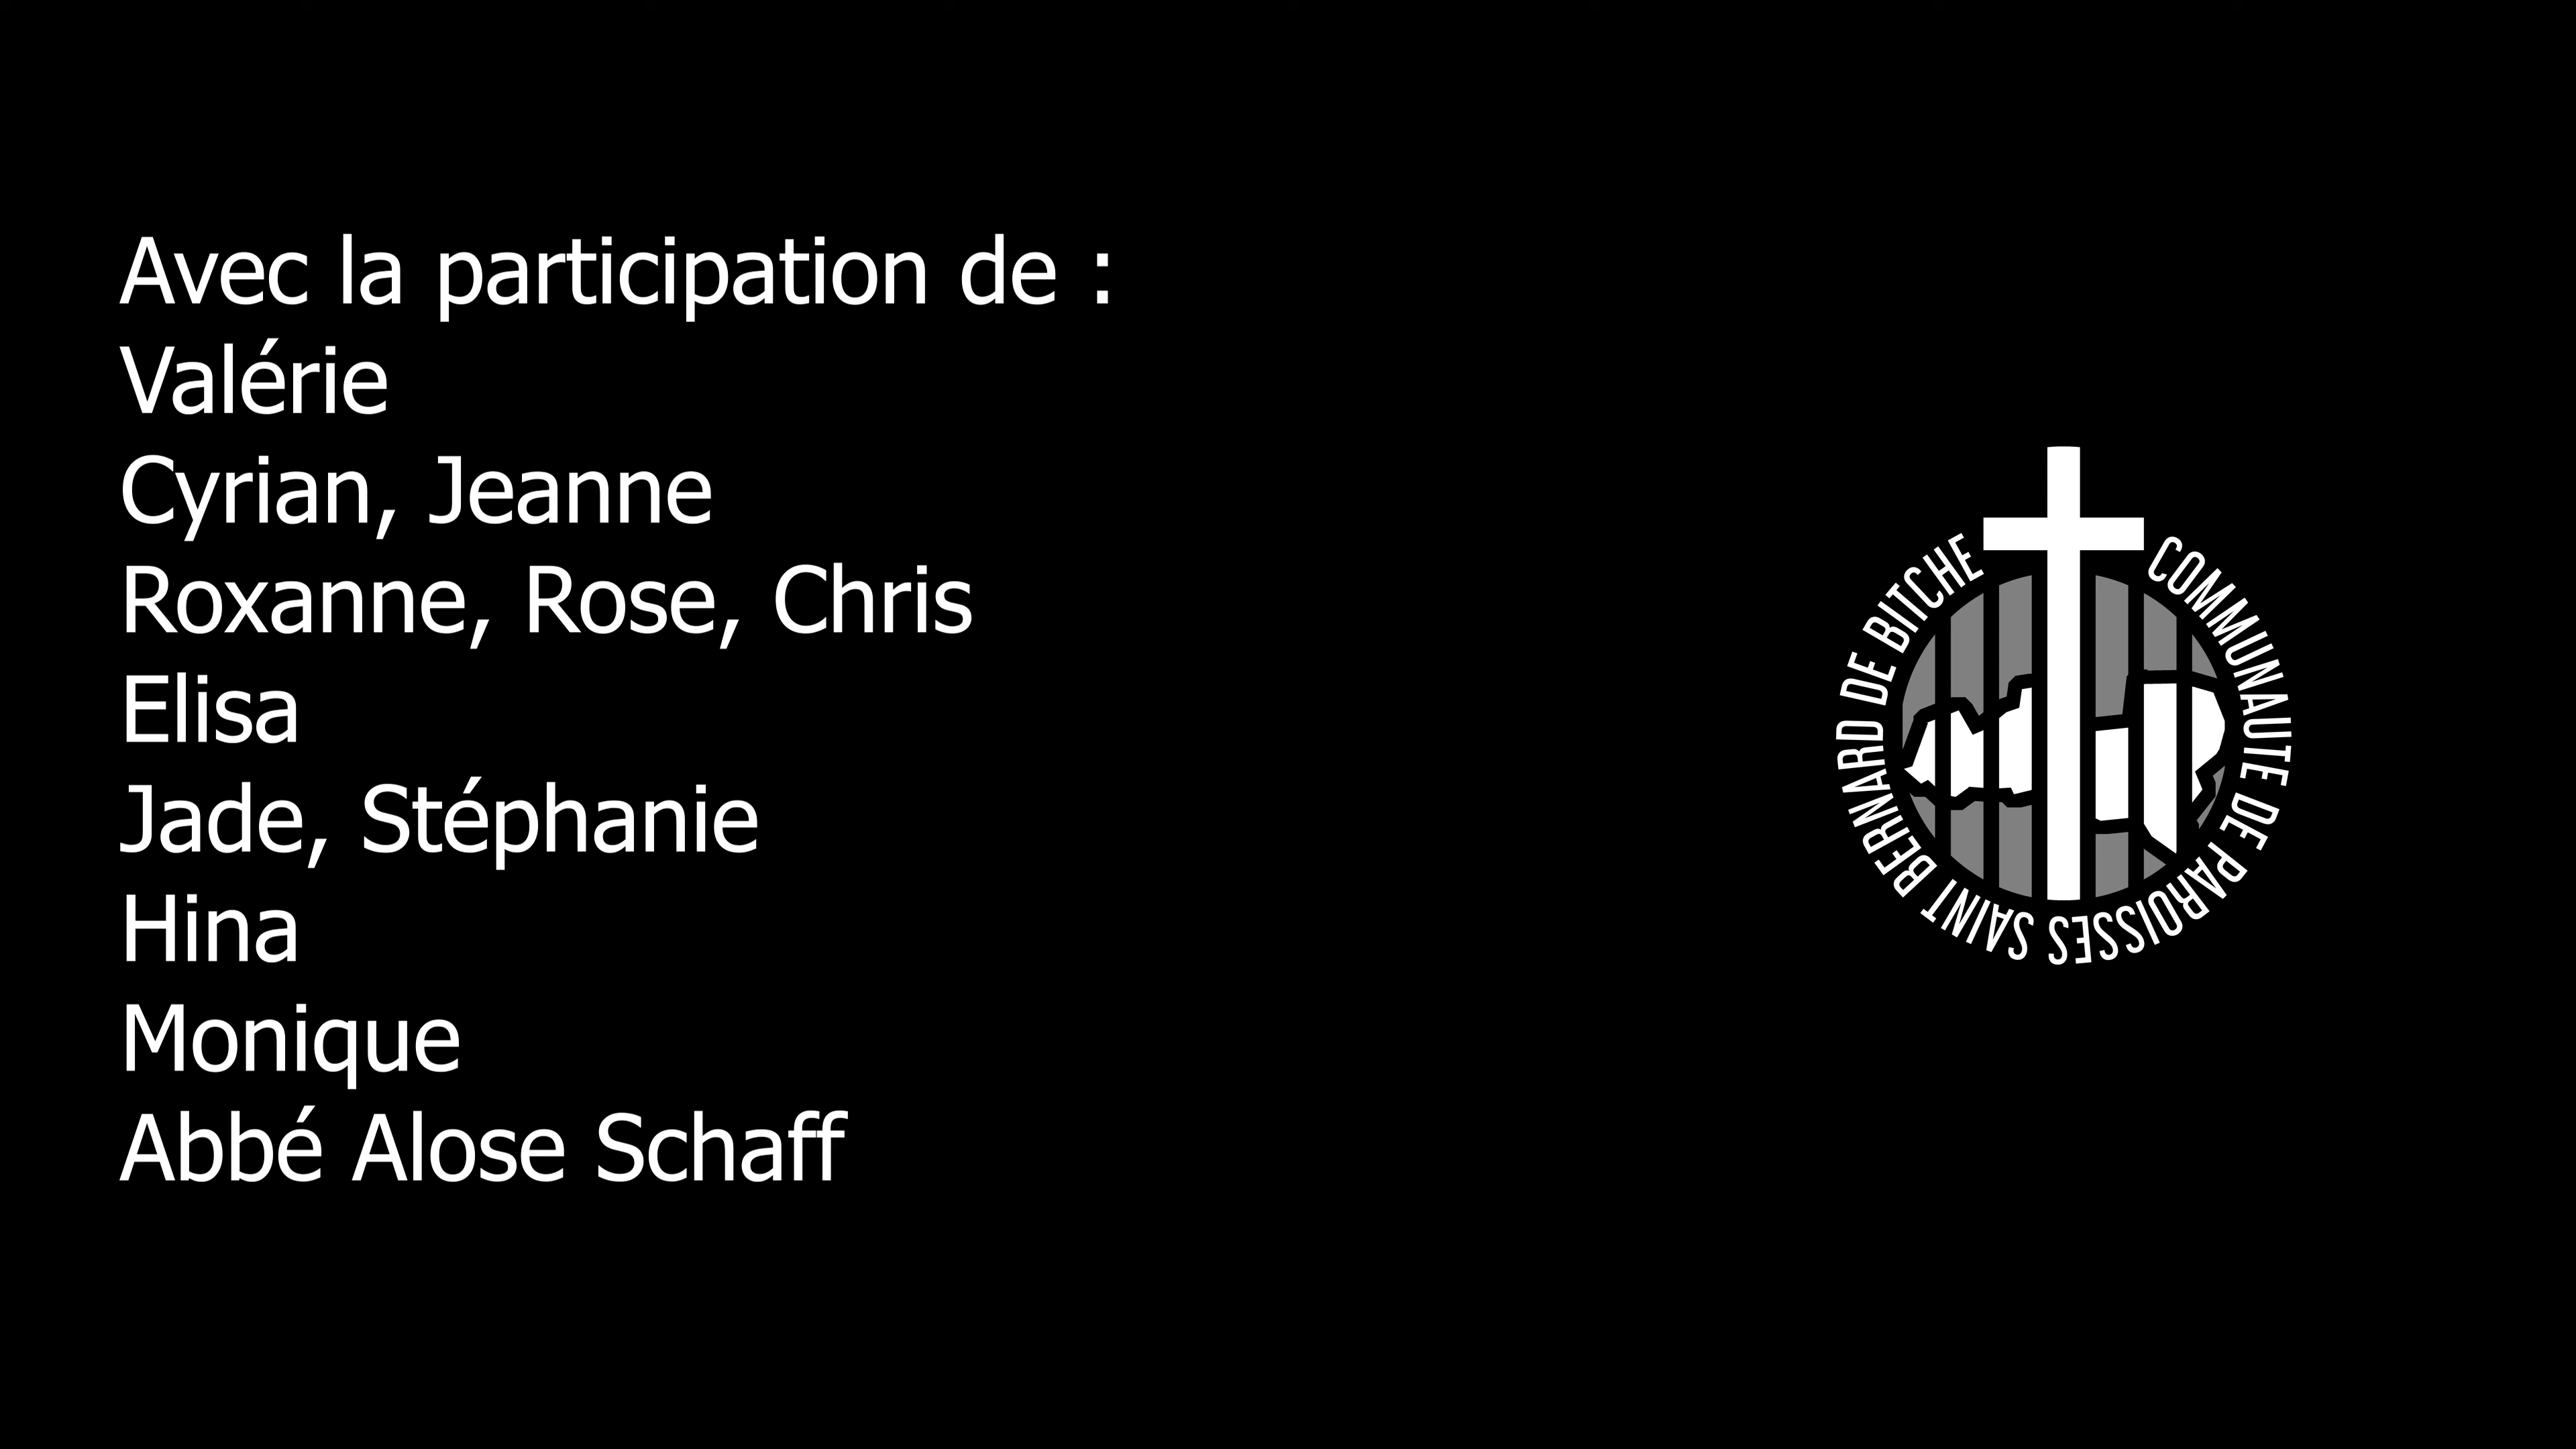 Avec la participation de :
Valérie
Cyrian, Jeanne
Roxanne, Rose, Chris
Elisa
Jade, Stéphanie
Hina
Monique
Abbé Alose Schaff
COMMUNAUTE DE PAROISSES SAINT BERNARD DE BITCHE